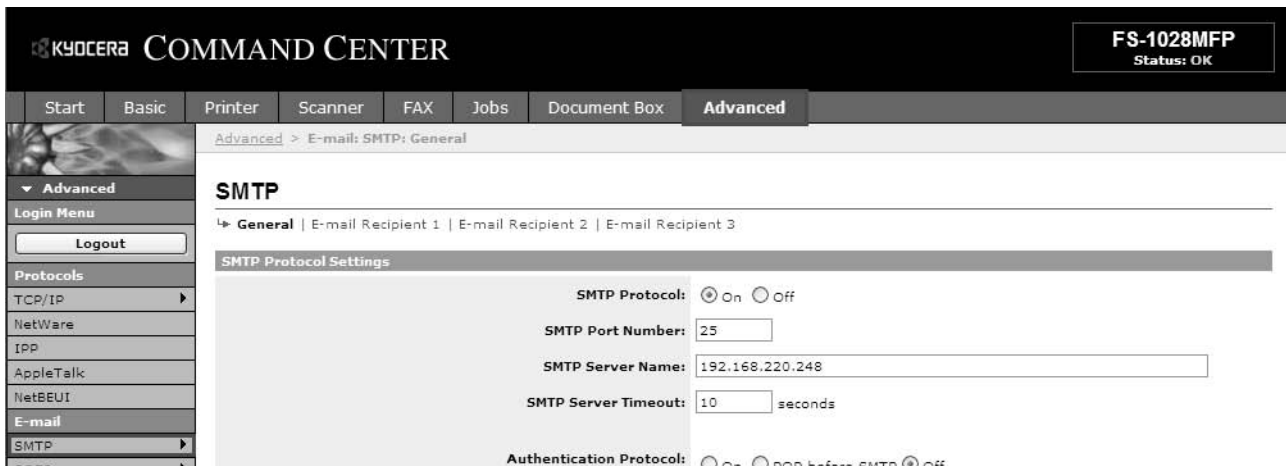 KYOCERA COMMAND CENTER
FS-1028MFP
Status: OK
Start Basic Printer Scanner FAX Jobs Document Box Advanced
Advanced > E-mail: SMTP: General
Advanced
Login Menu
Logout
Protocols
TCP/IP
NetWare
IPP
AppleTalk
NetBEUI
E-mail
SMTP
SMTP
General | E-mail Recipient 1 | E-mail Recipient 2 | E-mail Recipient 3
SMTP Protocol Settings
SMTP Protocol: On Off
SMTP Port Number: 25
SMTP Server Name: 192.168.220.248
SMTP Server Timeout: 10 seconds
Authentication Protocol: On POP before SMTP Off